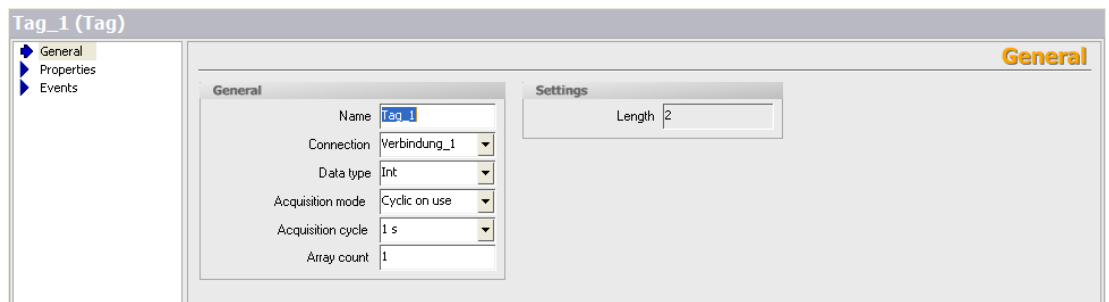 Tag_1 (Tag)
General
Properties
Events
General
General
Name Tag_1
Connection Verbindung_1
Data type Int
Acquisition mode Cyclic on use
Acquisition cycle 1 s
Array count 1
Settings
Length 2